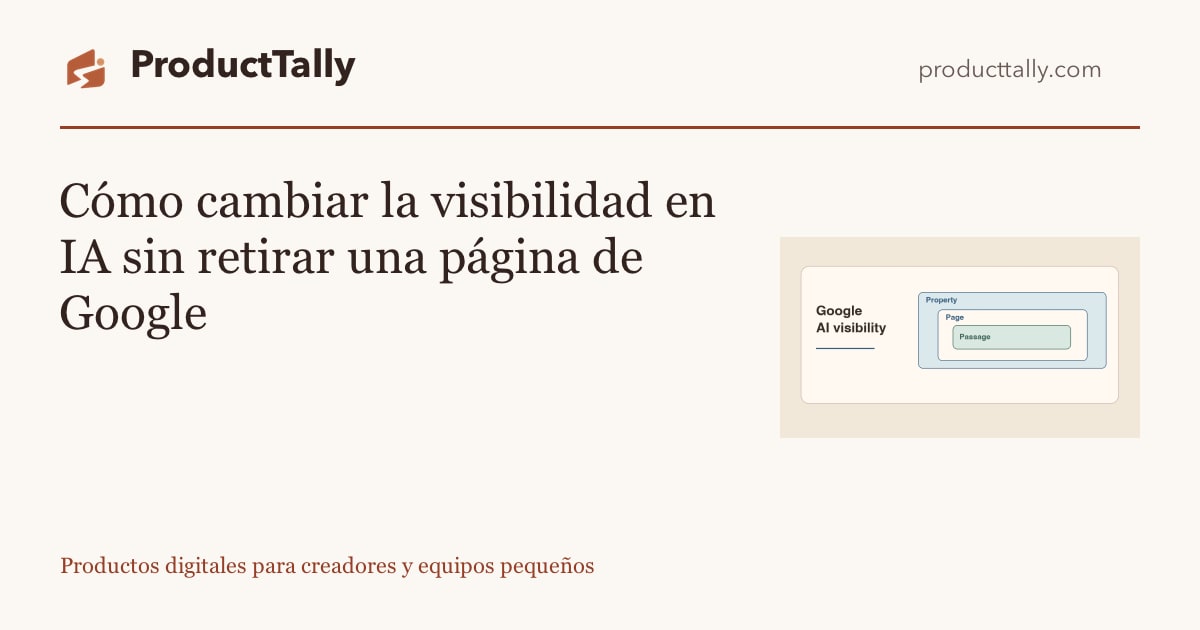 ProductTally
producttally.com
Cómo cambiar la visibilidad en
IA sin retirar una página de
Google
Google
AI visibility
Property
Page
Passage
Productos digitales para creadores y equipos pequeños